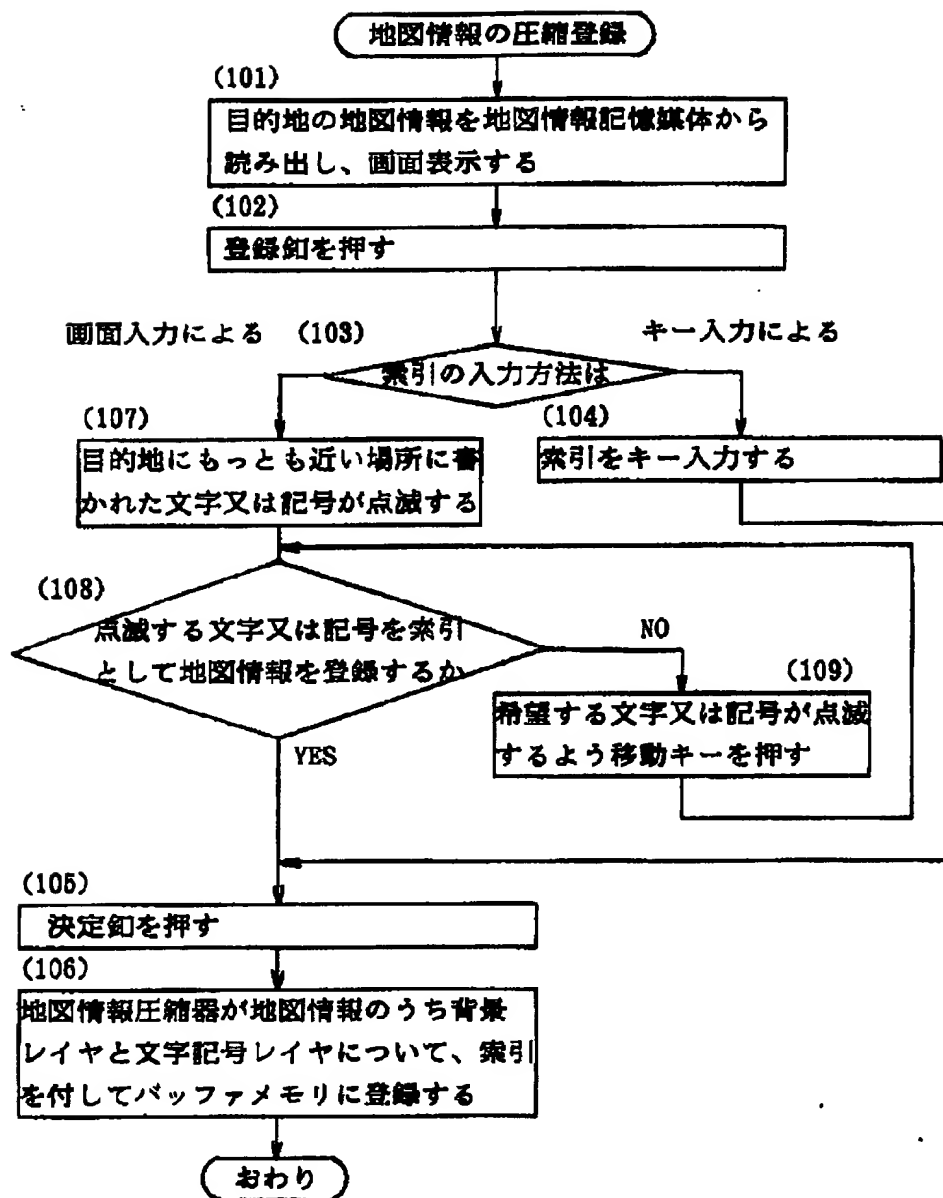 地図情報の圧縮登録
(101)
目的地の地図情報を地図情報記憶媒体から
読み出し、画面表示する
(102)
登録釦を押す
画面入力による
(103)
キー入力による
索引の入力方法は
(107)
目的地にもっとも近い場所に書
かれた文字又は記号が点滅する
(104)
索引をキー入力する
(108)
点滅する文字又は記号を索引
として地図情報を登録するか
NO
(109)
希望する文字又は記号が点滅
するよう移動キーを押す
YES
(105)
決定釦を押す
(106)
地図情報圧縮器が地図情報のうち背景
レイヤと文字記号レイヤについて、索引
を付してバッファメモリに登録する
おわり